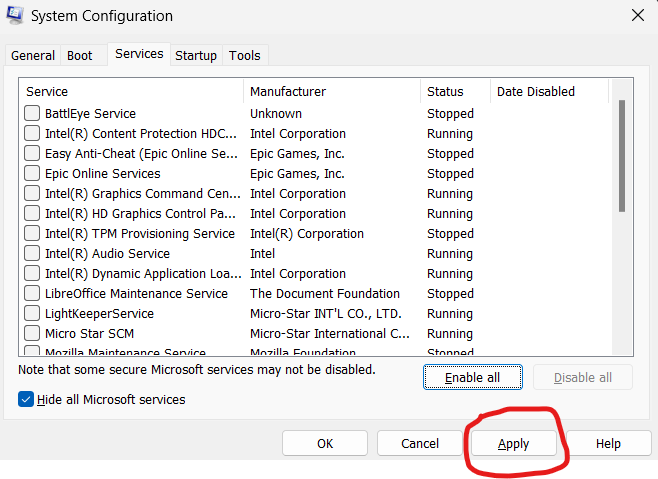 System Configuration
General Boot Services Startup Tools
Service Manufacturer Status Date Disabled
BattlEye Service Unknown Stopped
Intel(R) Content Protection HDC... Intel Corporation Running
Easy Anti-Cheat (Epic Online Se... Epic Games, Inc. Stopped
Epic Online Services Epic Games, Inc. Stopped
Intel(R) Graphics Command Cen... Intel Corporation Running
Intel(R) HD Graphics Control Pa... Intel Corporation Running
Intel(R) TPM Provisioning Service Intel(R) Corporation Stopped
Intel(R) Audio Service Intel Running
Intel(R) Dynamic Application Loa... Intel Corporation Running
LibreOffice Maintenance Service The Document Foundation Stopped
LightKeeperService Micro-Star INT'L CO., LTD. Running
Micro Star SCM Micro-Star International C... Running
Mozilla Maintenance Service Mozilla Foundation Stopped
Note that some secure Microsoft services may not be disabled.
Enable all Disable all
Hide all Microsoft services
OK Cancel Apply Help